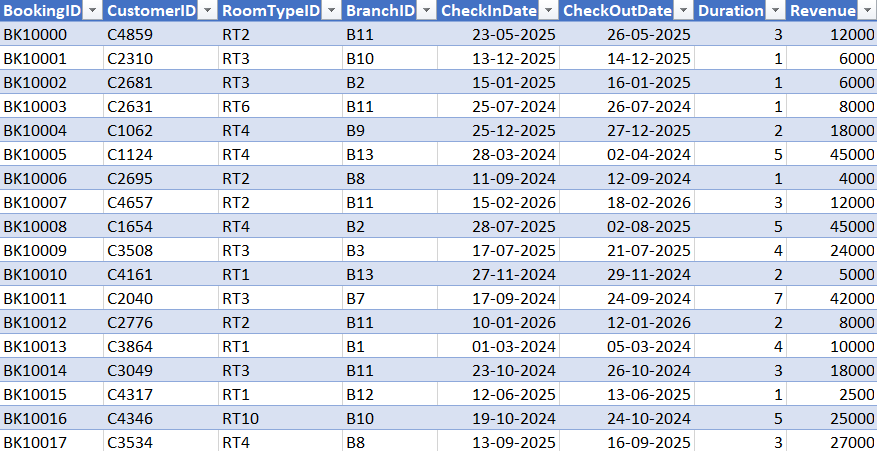 BookingID CustomerID RoomTypeID BranchID CheckInDate CheckOutDate Duration Revenue
BK10000 C4859 RT2 B11 23-05-2025 26-05-2025 3 12000
BK10001 C2310 RT3 B10 13-12-2025 14-12-2025 1 6000
BK10002 C2681 RT3 B2 15-01-2025 16-01-2025 1 6000
BK10003 C2631 RT6 B11 25-07-2024 26-07-2024 1 8000
BK10004 C1062 RT4 B9 25-12-2025 27-12-2025 2 18000
BK10005 C1124 RT4 B13 28-03-2024 02-04-2024 5 45000
BK10006 C2695 RT2 B8 11-09-2024 12-09-2024 1 4000
BK10007 C4657 RT2 B11 15-02-2026 18-02-2026 3 12000
BK10008 C1654 RT4 B2 28-07-2025 02-08-2025 5 45000
BK10009 C3508 RT3 B3 17-07-2025 21-07-2025 4 24000
BK10010 C4161 RT1 B13 27-11-2024 29-11-2024 2 5000
BK10011 C2040 RT3 B7 17-09-2024 24-09-2024 7 42000
BK10012 C2776 RT2 B11 10-01-2026 12-01-2026 2 8000
BK10013 C3864 RT1 B1 01-03-2024 05-03-2024 4 10000
BK10014 C3049 RT3 B11 23-10-2024 26-10-2024 3 18000
BK10015 C4317 RT1 B12 12-06-2025 13-06-2025 1 2500
BK10016 C4346 RT10 B10 19-10-2024 24-10-2024 5 25000
BK10017 C3534 RT4 B8 13-09-2025 16-09-2025 3 27000